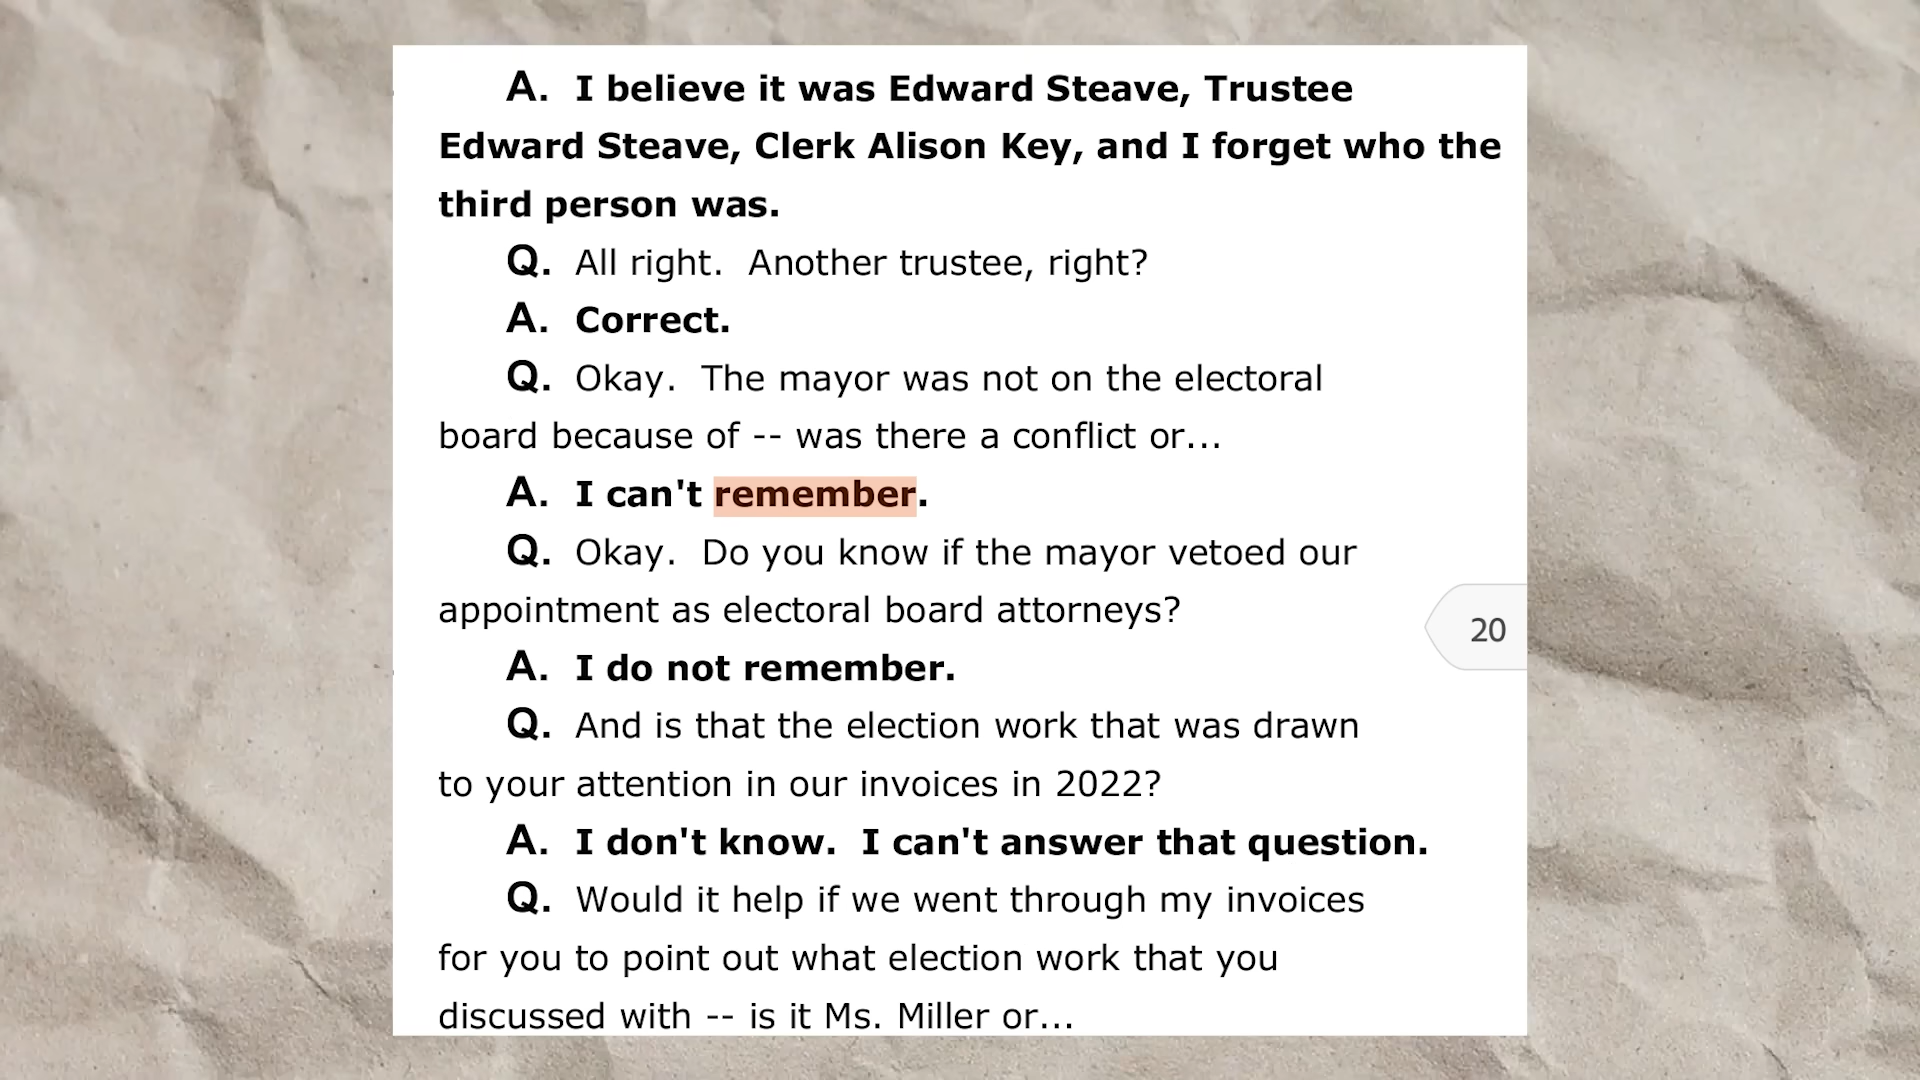 A. I believe it was Edward Steave, Trustee
Edward Steave, Clerk Alison Key, and I forget who the
third person was.
Q. All right. Another trustee, right?
A. Correct.
Q. Okay. The mayor was not on the electoral
board because of -- was there a conflict or...
A. I can't remember.
Q. Okay. Do you know if the mayor vetoed our
appointment as electoral board attorneys?
20
A. I do not remember.
Q. And is that the election work that was drawn
to your attention in our invoices in 2022?
A. I don't know. I can't answer that question.
Q. Would it help if we went through my invoices
for you to point out what election work that you
discussed with -- is it Ms. Miller or...